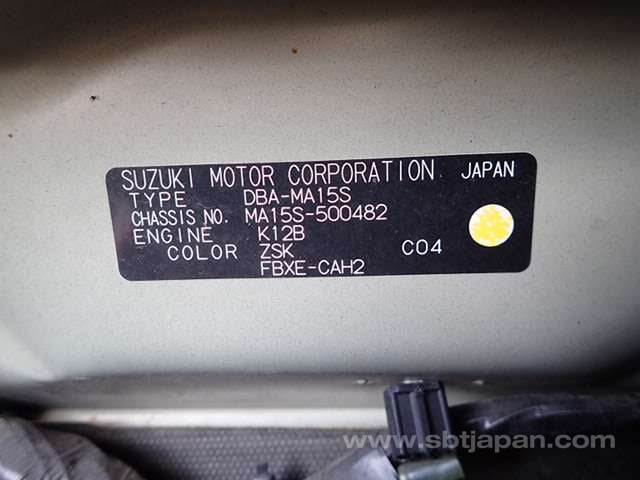 SUZUKI MOTOR CORPORATION JAPAN
TYPE DBA-MA15S
CHASSIS NO. MA15S-500482
ENGINE K12B
COLOR ZSK C04
FBXE-CAH2
www.sbtjapan.com